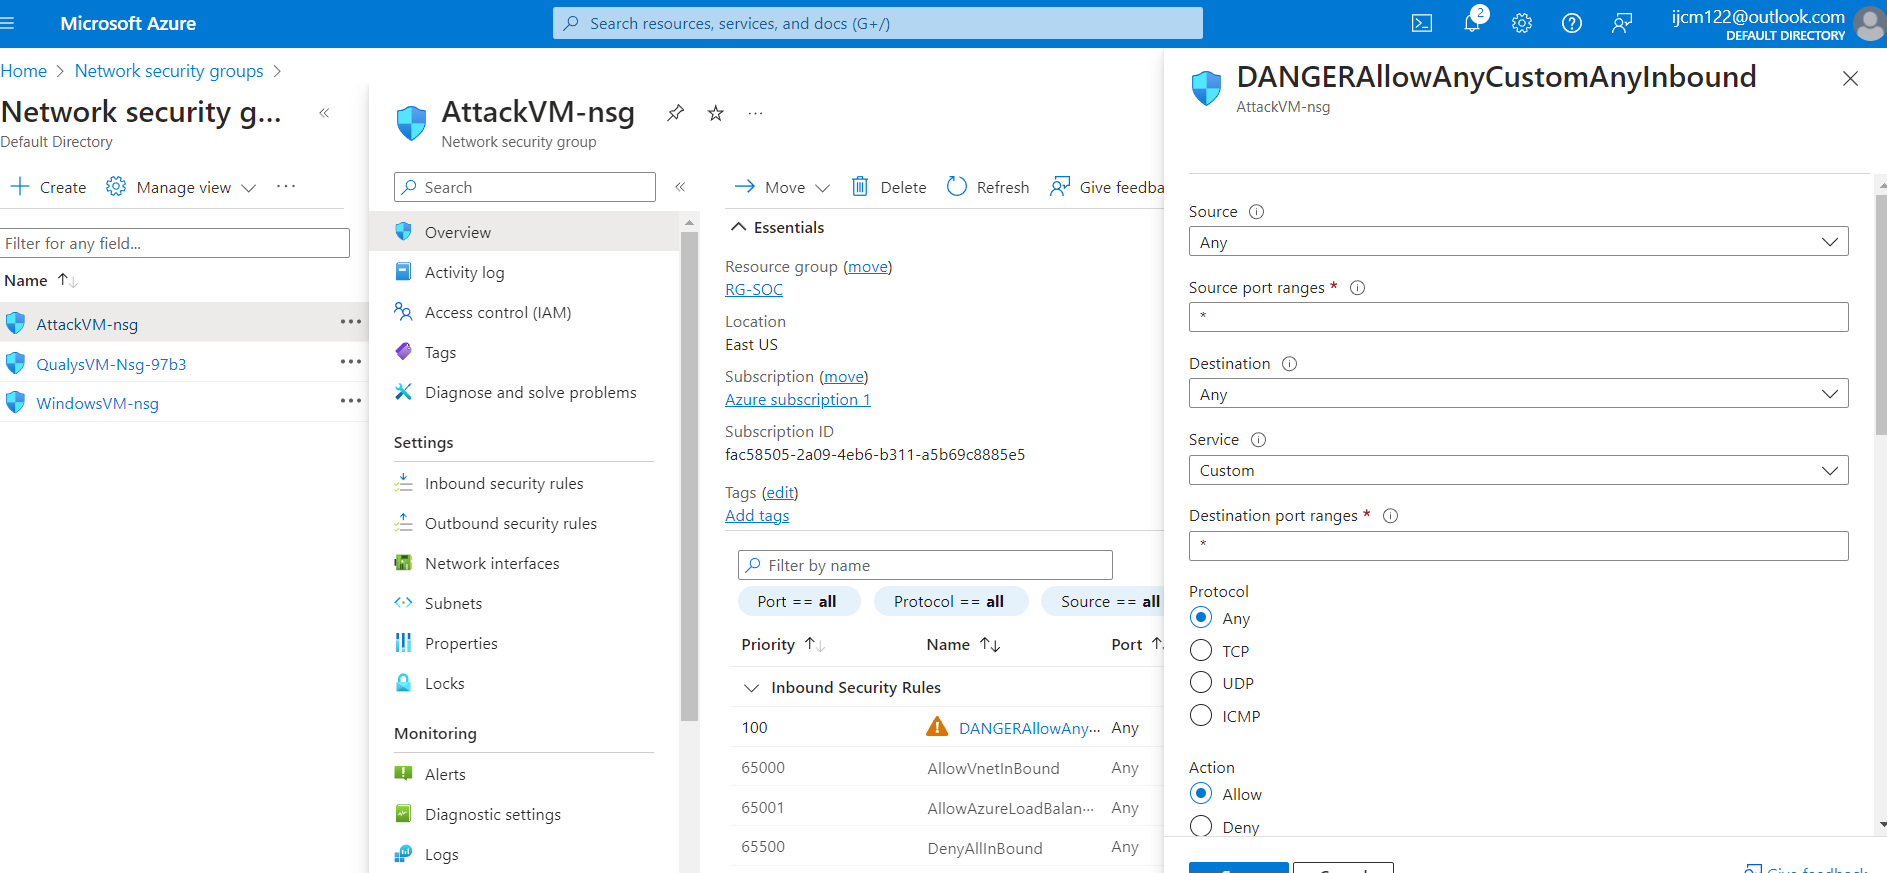 Microsoft Azure
Search resources, services, and docs (G+/)
2
ijcm122@outlook.com
DEFAULT DIRECTORY
Home > Network security groups >
Network security g...
Default Directory
Create
Manage view
Filter for any field...
Name
AttackVM-nsg
QualysVM-Nsg-97b3
WindowsVM-nsg
AttackVM-nsg
Network security group
Search
Overview
Activity log
Access control (IAM)
Tags
Diagnose and solve problems
Settings
Inbound security rules
Outbound security rules
Network interfaces
Subnets
Properties
Locks
Monitoring
Alerts
Diagnostic settings
Logs
Move
Delete
Refresh
Give feedba
Essentials
Resource group (move)
RG-SOC
Location
East US
Subscription (move)
Azure subscription 1
Subscription ID
fac58505-2a09-4eb6-b311-a5b69c8885e5
Tags (edit)
Add tags
Filter by name
Port == all
Protocol == all
Source == all
Priority
Name
Port
Inbound Security Rules
100 DANGERAllowAny... Any
65000 AllowVnetInBound Any
65001 AllowAzureLoadBalan... Any
65500 DenyAllInBound Any
DANGERAllowAnyCustomAnyInbound
AttackVM-nsg
Source
Any
Source port ranges *
*
Destination
Any
Service
Custom
Destination port ranges *
*
Protocol
Any
TCP
UDP
ICMP
Action
Allow
Deny
Give feedback